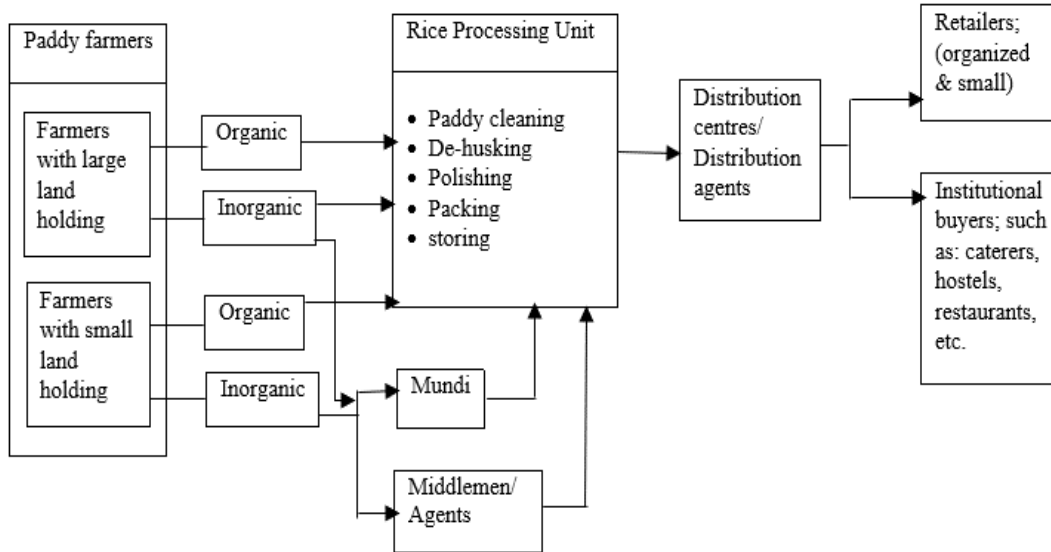 Paddy farmers
Farmers
with large
land
holding
Farmers
with small
land
holding
Organic
Inorganic
Organic
Inorganic
Rice Processing Unit
• Paddy cleaning
• De-husking
• Polishing
• Packing
• storing
Mundi
Middlemen/
Agents
Distribution
centres/
Distribution
agents
Retailers;
(organized
& small)
Institutional
buyers; such
as: caterers,
hostels,
restaurants,
etc.